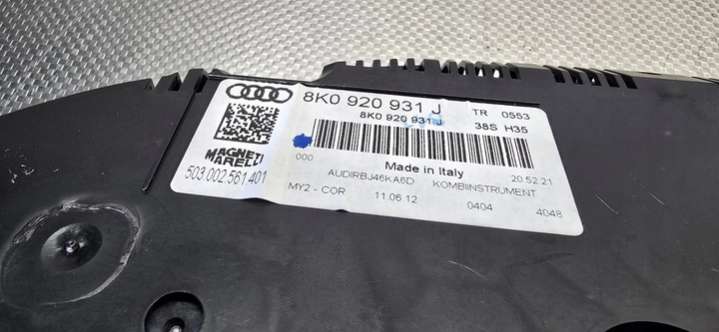 8K0 920 931 J
TR 0553
8K0 920 931 J
38S H35
MAGNETI
MARELLI
503.002.561.401
000
Made in Italy
20.52.21
AUDIRBJ46KA6D KOMBIINSTRUMENT
MY2 - COR 11.06.12 0404 4048